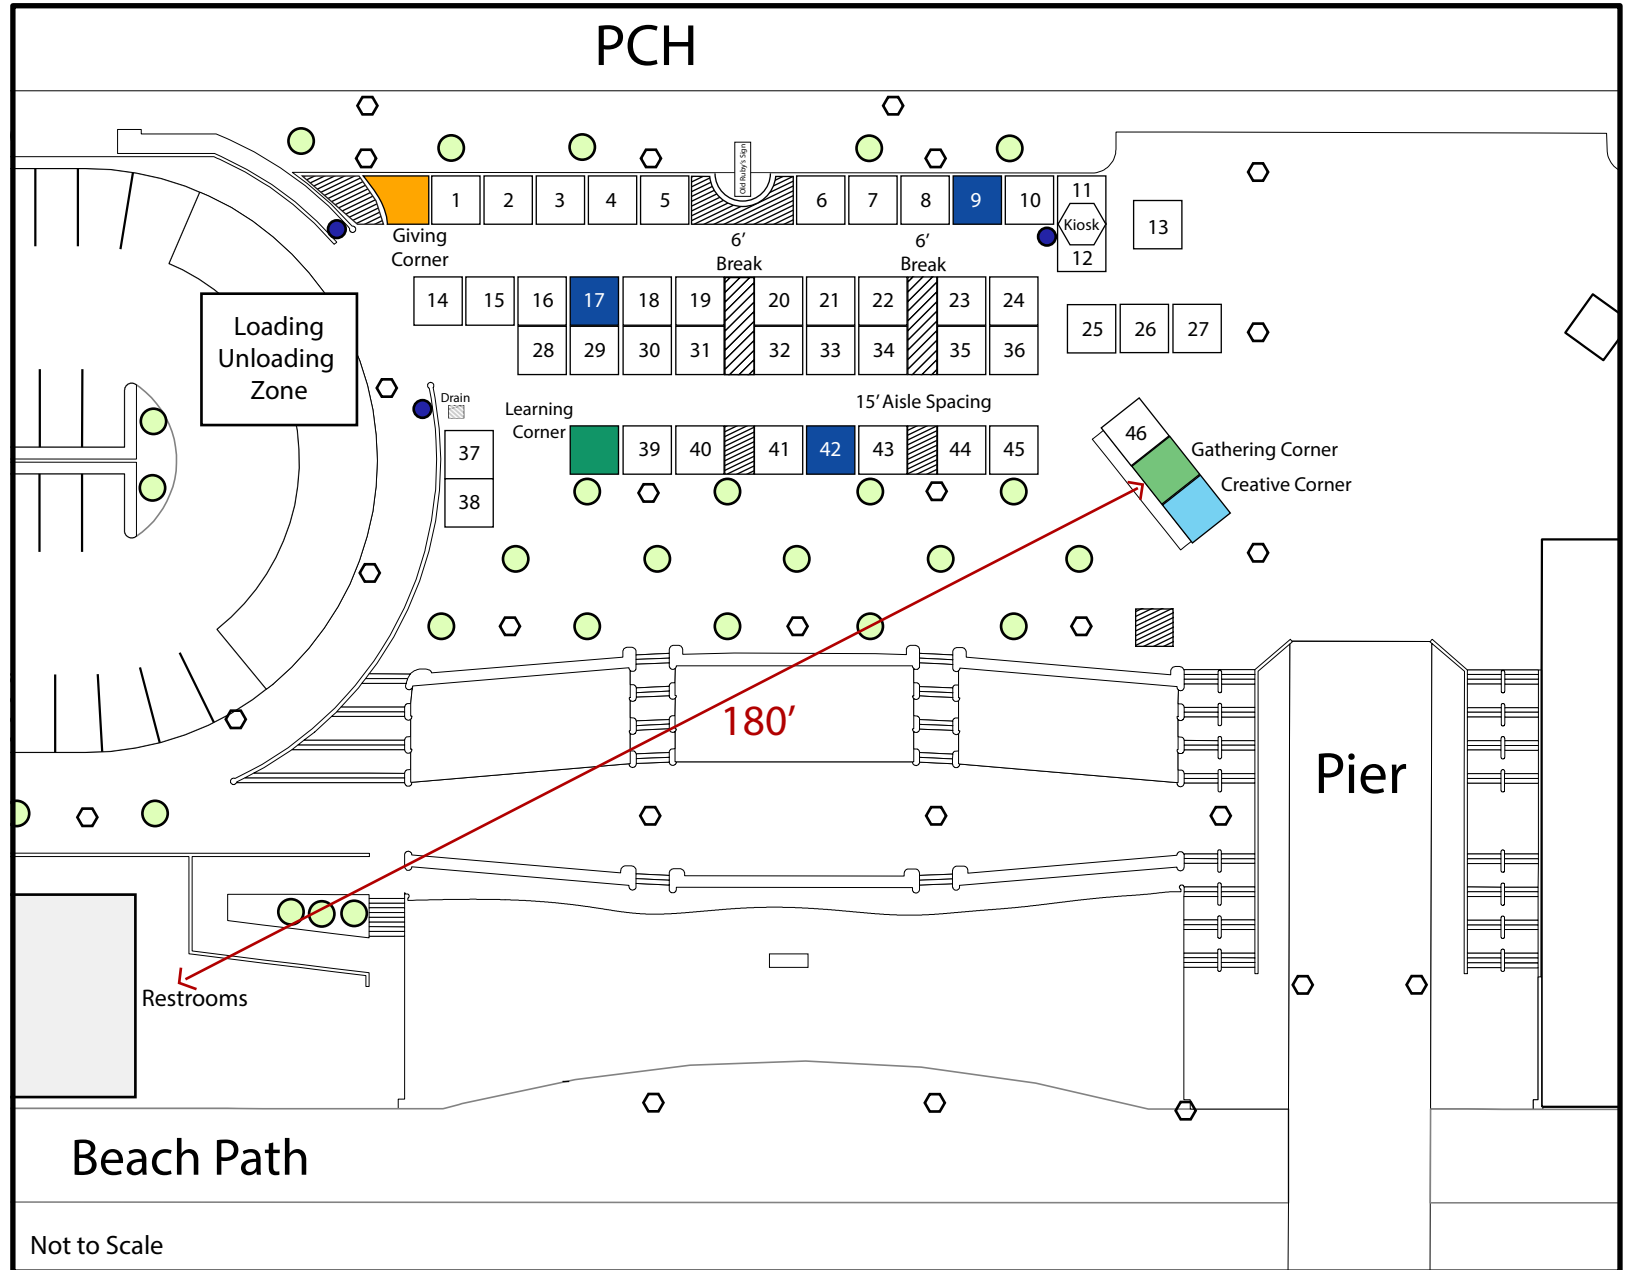 PCH
Old Ruby's Sign
1 2 3 4 5 6 7 8 9 10 11
Kiosk
12
13
Giving
Corner
6’
Break
6’
Break
14 15 16 17 18 19 20 21 22 23 24
25 26 27
28 29 30 31 32 33 34 35 36
Loading
Unloading
Zone
Drain
Learning
Corner
15’ Aisle Spacing
37
38
39 40 41 42 43 44 45
46
Gathering Corner
Creative Corner
180’
Pier
Restrooms
Beach Path
Not to Scale